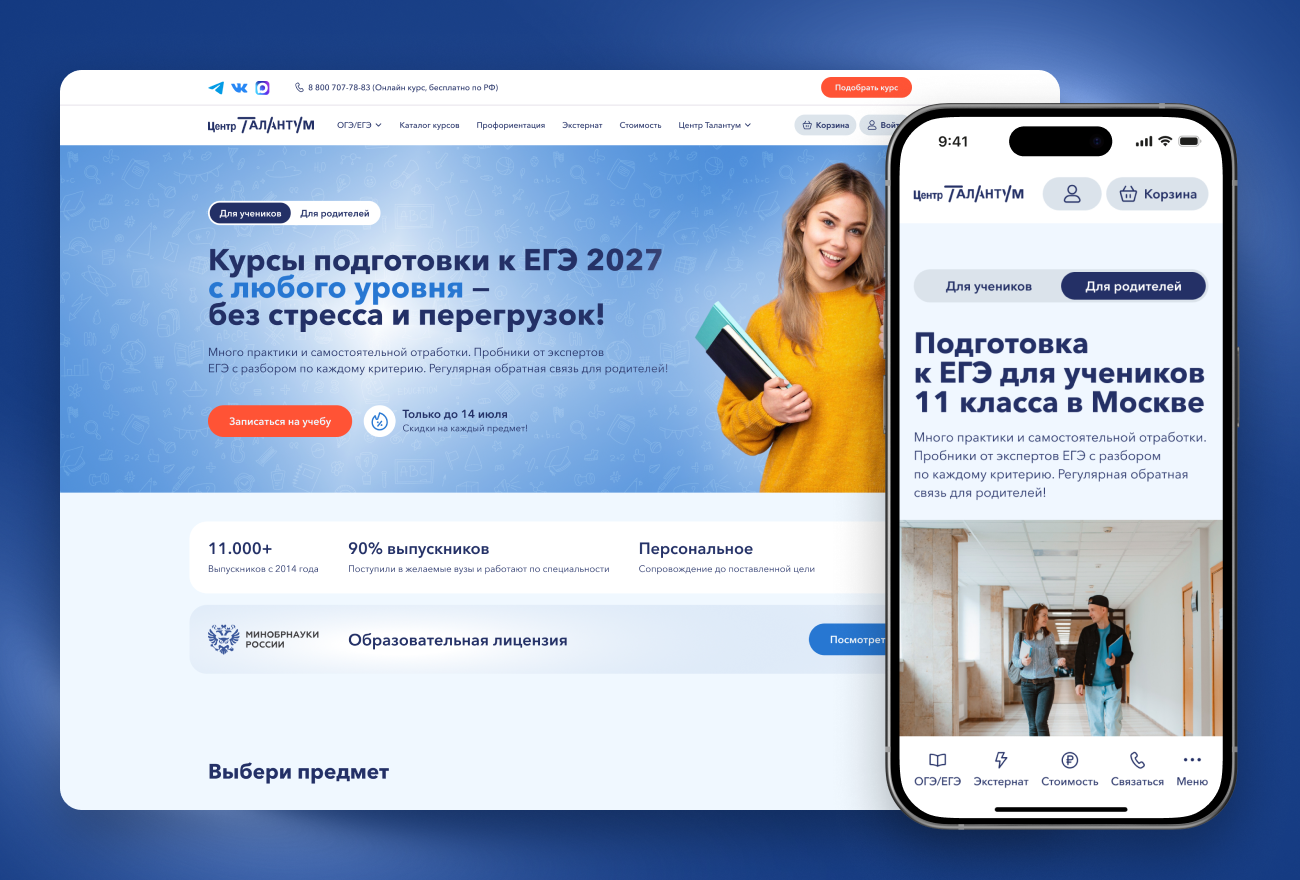 8 800 707-78-83 (Онлайн курс, бесплатно по РФ)
Подобрать курс
Центр ТАЛАНТУМ
ОГЭ/ЕГЭ
Каталог курсов
Профориентация
Экстернат
Стоимость
Центр Талантум
Корзина
Войт
Для учеников
Для родителей
Курсы подготовки к ЕГЭ 2027
с любого уровня –
без стресса и перегрузок!
Много практики и самостоятельной отработки. Пробники от экспертов
ЕГЭ с разбором по каждому критерию. Регулярная обратная связь для родителей!
Записаться на учебу
Только до 14 июля
Скидки на каждый предмет!
11.000+
Выпускников с 2014 года
90% выпускников
Поступили в желаемые вузы и работают по специальности
Персональное
Сопровождение до поставленной цели
МИНОБРНАУКИ
РОССИИ
Образовательная лицензия
Посмотрет
Выбери предмет
9:41
Центр ТАЛАНТУМ
Корзина
Для учеников
Для родителей
Подготовка
к ЕГЭ для учеников
11 класса в Москве
Много практики и самостоятельной отработки.
Пробники от экспертов ЕГЭ с разбором
по каждому критерию. Регулярная обратная
связь для родителей!
ОГЭ/ЕГЭ
Экстернат
Стоимость
Связаться
Меню